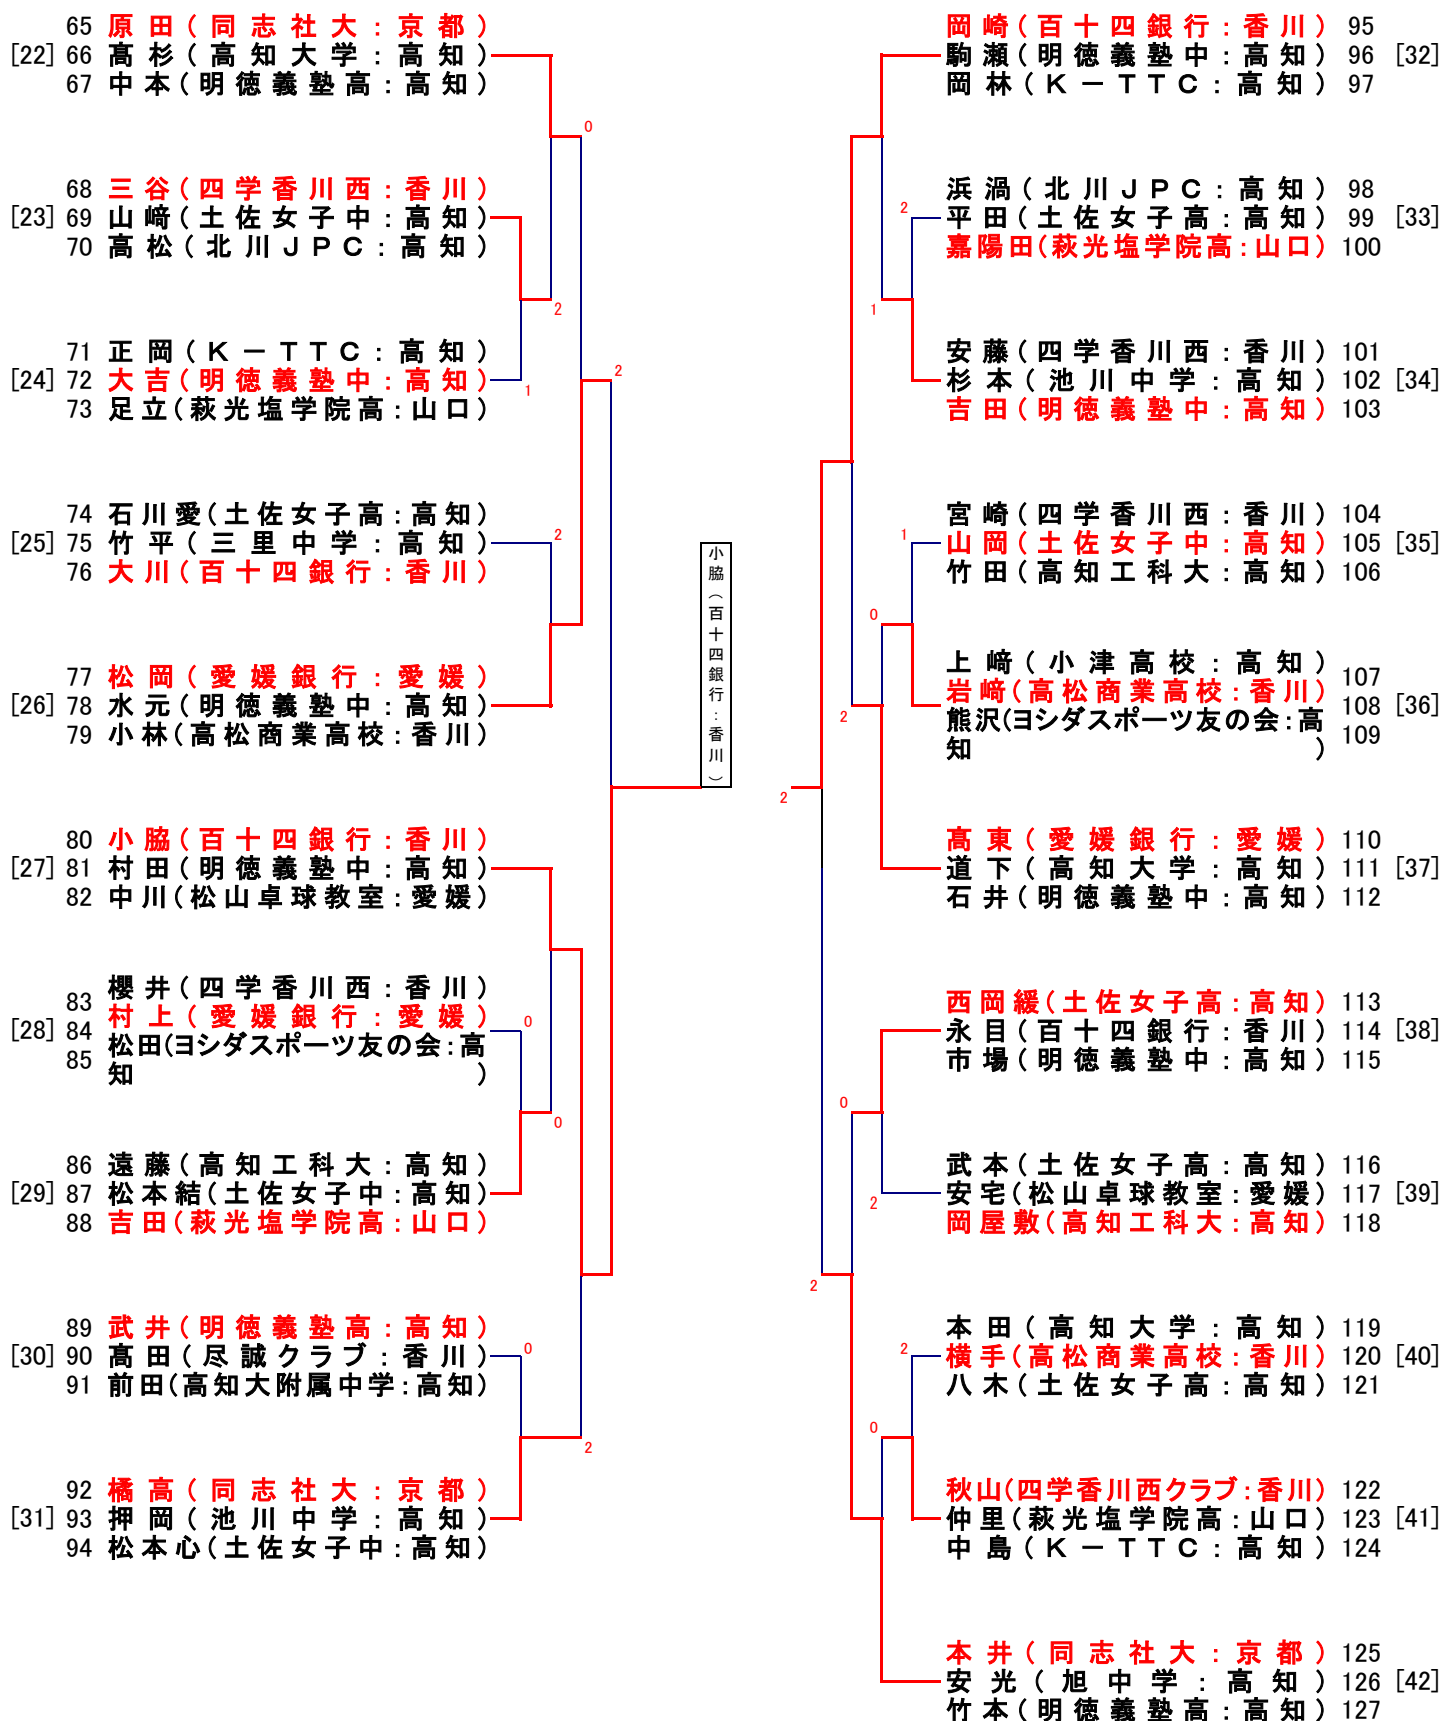 65 原田(同志社大:京都)
[22] 66 髙杉(高知大学:高知)
67 中本(明徳義塾高:高知)
0
68 三谷(四学香川西:香川)
[23] 69 山﨑(土佐女子中:高知)
70 高松(北川JPC:高知)
2
71 正岡(K-TTC:高知)
[24] 72 大吉(明徳義塾中:高知)
1
2
73 足立(萩光塩学院高:山口)
74 石川愛(土佐女子高:高知)
[25] 75 竹平(三里中学:高知)
2
76 大川(百十四銀行:香川)
77 松岡(愛媛銀行:愛媛)
[26] 78 水元(明徳義塾中:高知)
79 小林(高松商業高校:香川)
80 小脇(百十四銀行:香川)
[27] 81 村田(明徳義塾中:高知)
82 中川(松山卓球教室:愛媛)
83 櫻井(四学香川西:香川)
[28] 84 村上(愛媛銀行:愛媛)
0
85 松田(ヨシダスポーツ友の会:高
知)
0
86 遠藤(高知工科大:高知)
[29] 87 松本結(土佐女子中:高知)
88 吉田(萩光塩学院高:山口)
89 武井(明徳義塾高:高知)
[30] 90 髙田(尽誠クラブ:香川)
0
91 前田(高知大附属中学:高知)
2
92 橘高(同志社大:京都)
[31] 93 押岡(池川中学:高知)
94 松本心(土佐女子中:高知)
小脇(百十四銀行:香川)
2
岡崎(百十四銀行:香川) 95
駒瀬(明徳義塾中:高知) 96 [32]
岡林(K-TTC:高知) 97
浜渦(北川JPC:高知) 98
2
平田(土佐女子高:高知) 99 [33]
嘉陽田(萩光塩学院高:山口) 100
1
安藤(四学香川西:香川) 101
杉本(池川中学:高知) 102 [34]
吉田(明徳義塾中:高知) 103
宮崎(四学香川西:香川) 104
1
山岡(土佐女子中:高知) 105 [35]
竹田(高知工科大:高知) 106
0
上﨑(小津高校:高知) 107
岩﨑(高松商業高校:香川) 108 [36]
2
熊沢(ヨシダスポーツ友の会:高
知) 109
髙東(愛媛銀行:愛媛) 110
道下(高知大学:高知) 111 [37]
石井(明徳義塾中:高知) 112
西岡綾(土佐女子高:高知) 113
永目(百十四銀行:香川) 114 [38]
市場(明徳義塾中:高知) 115
0
武本(土佐女子高:高知) 116
安宅(松山卓球教室:愛媛) 117 [39]
2
岡屋敷(高知工科大:高知) 118
2
本田(高知大学:高知) 119
2
横手(高松商業高校:香川) 120 [40]
八木(土佐女子高:高知) 121
0
秋山(四学香川西クラブ:香川) 122
仲里(萩光塩学院高:山口) 123 [41]
中島(K-TTC:高知) 124
本井(同志社大:京都) 125
安光(旭中学:高知) 126 [42]
竹本(明徳義塾高:高知) 127